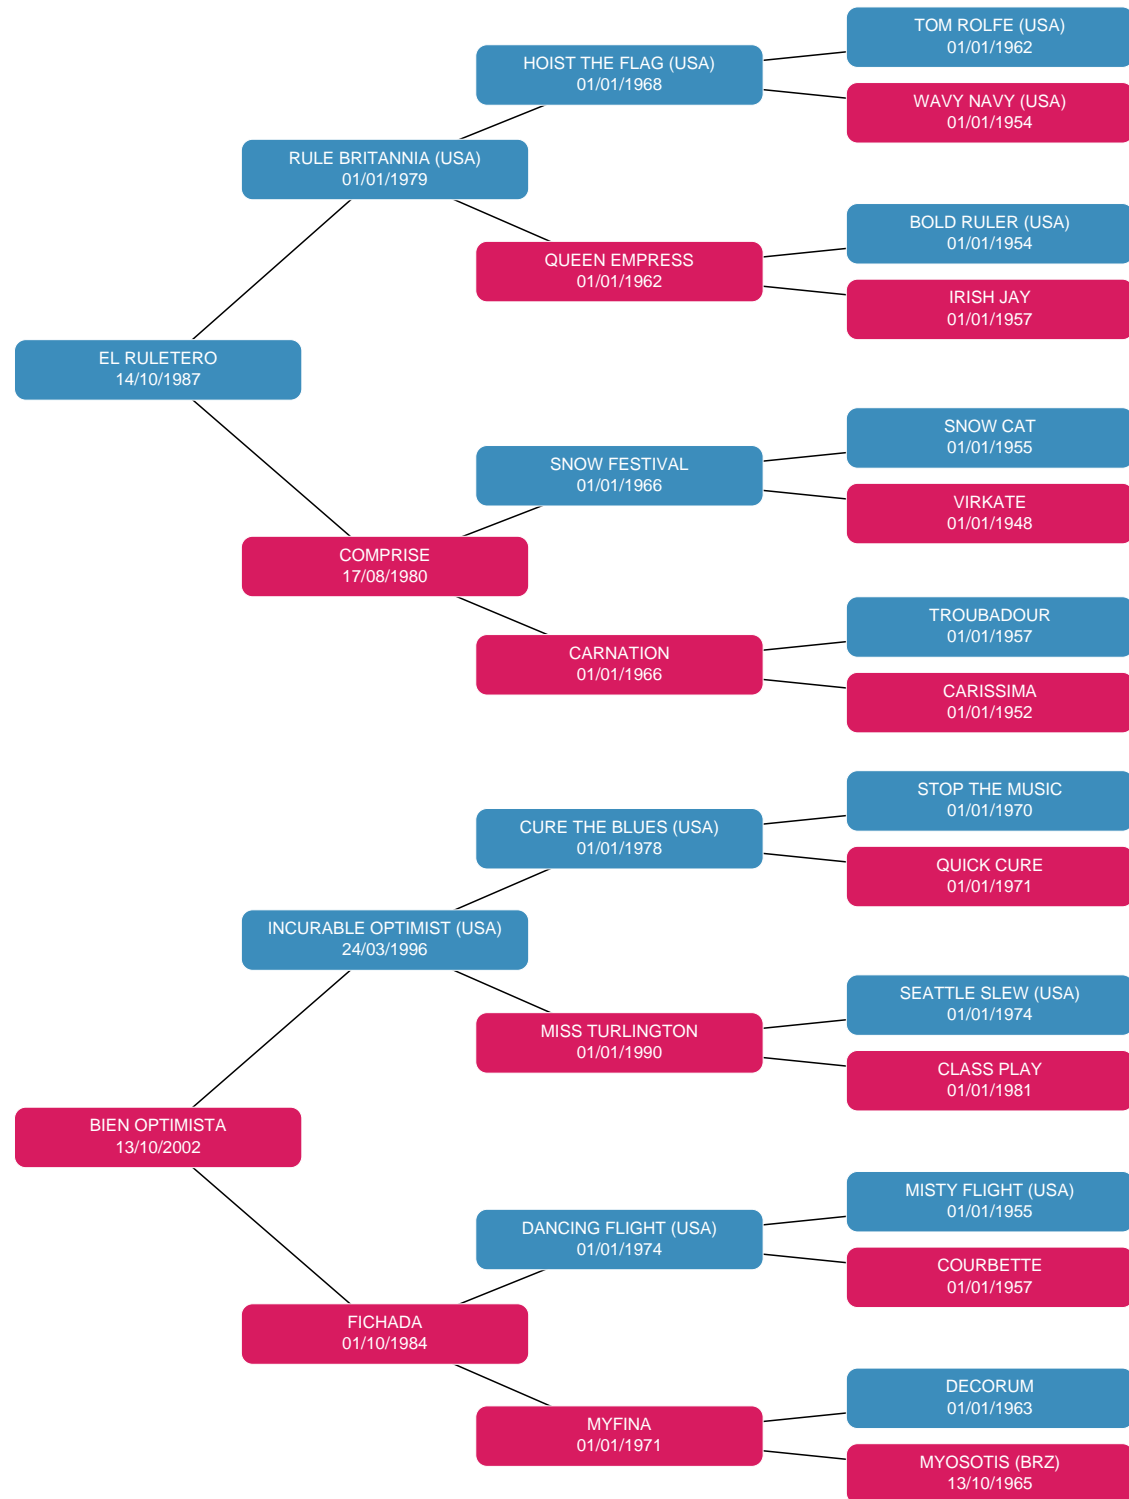 TOM ROLFE (USA)
01/01/1962
HOIST THE FLAG (USA)
01/01/1968
WAVY NAVY (USA)
01/01/1954
RULE BRITANNIA (USA)
01/01/1979
BOLD RULER (USA)
01/01/1954
QUEEN EMPRESS
01/01/1962
IRISH JAY
01/01/1957
EL RULETERO
14/10/1987
SNOW CAT
01/01/1955
SNOW FESTIVAL
01/01/1966
VIRKATE
01/01/1948
COMPRISE
17/08/1980
TROUBADOUR
01/01/1957
CARNATION
01/01/1966
CARISSIMA
01/01/1952
STOP THE MUSIC
01/01/1970
CURE THE BLUES (USA)
01/01/1978
QUICK CURE
01/01/1971
INCURABLE OPTIMIST (USA)
24/03/1996
SEATTLE SLEW (USA)
01/01/1974
MISS TURLINGTON
01/01/1990
CLASS PLAY
01/01/1981
BIEN OPTIMISTA
13/10/2002
MISTY FLIGHT (USA)
01/01/1955
DANCING FLIGHT (USA)
01/01/1974
COURBETTE
01/01/1957
FICHADA
01/10/1984
DECORUM
01/01/1963
MYFINA
01/01/1971
MYOSOTIS (BRZ)
13/10/1965